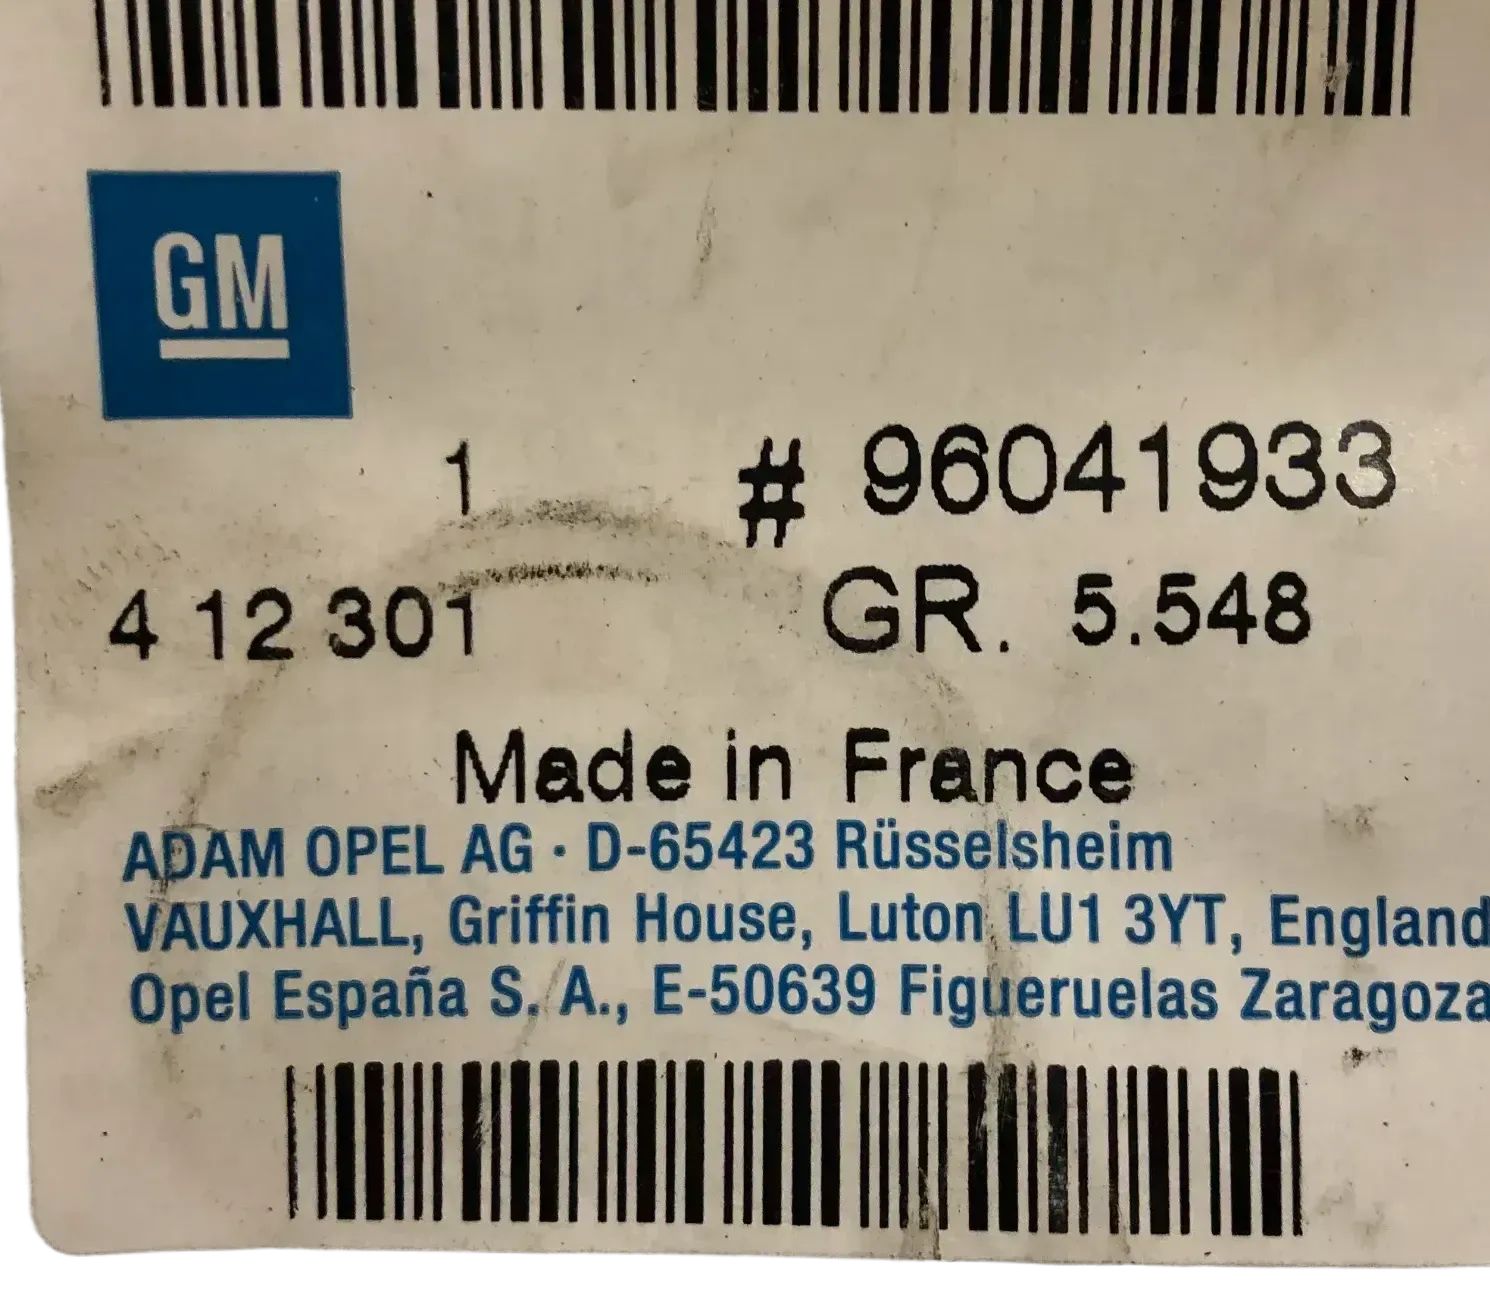 GM
1 # 96041933
4 12 301 GR. 5.548
Made in France
ADAM OPEL AG · D-65423 Rüsselsheim
VAUXHALL, Griffin House, Luton LU1 3YT, England
Opel España S. A., E-50639 Figueruelas Zaragoza